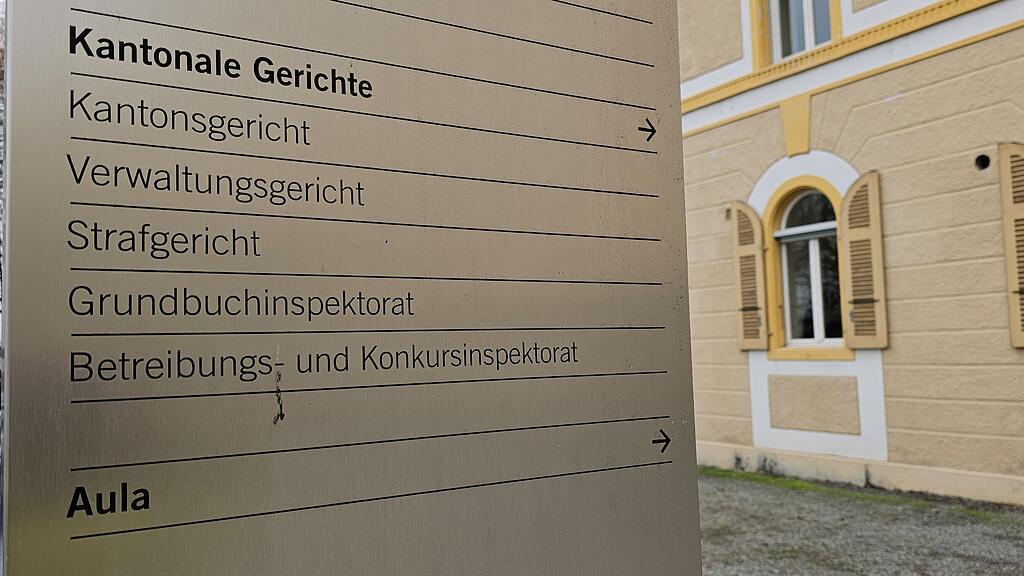 Kantonale Gerichte
Kantonsgericht →
Verwaltungsgericht
Strafgericht
Grundbuchinspektorat
Betreibungs- und Konkursinspektorat
Aula →